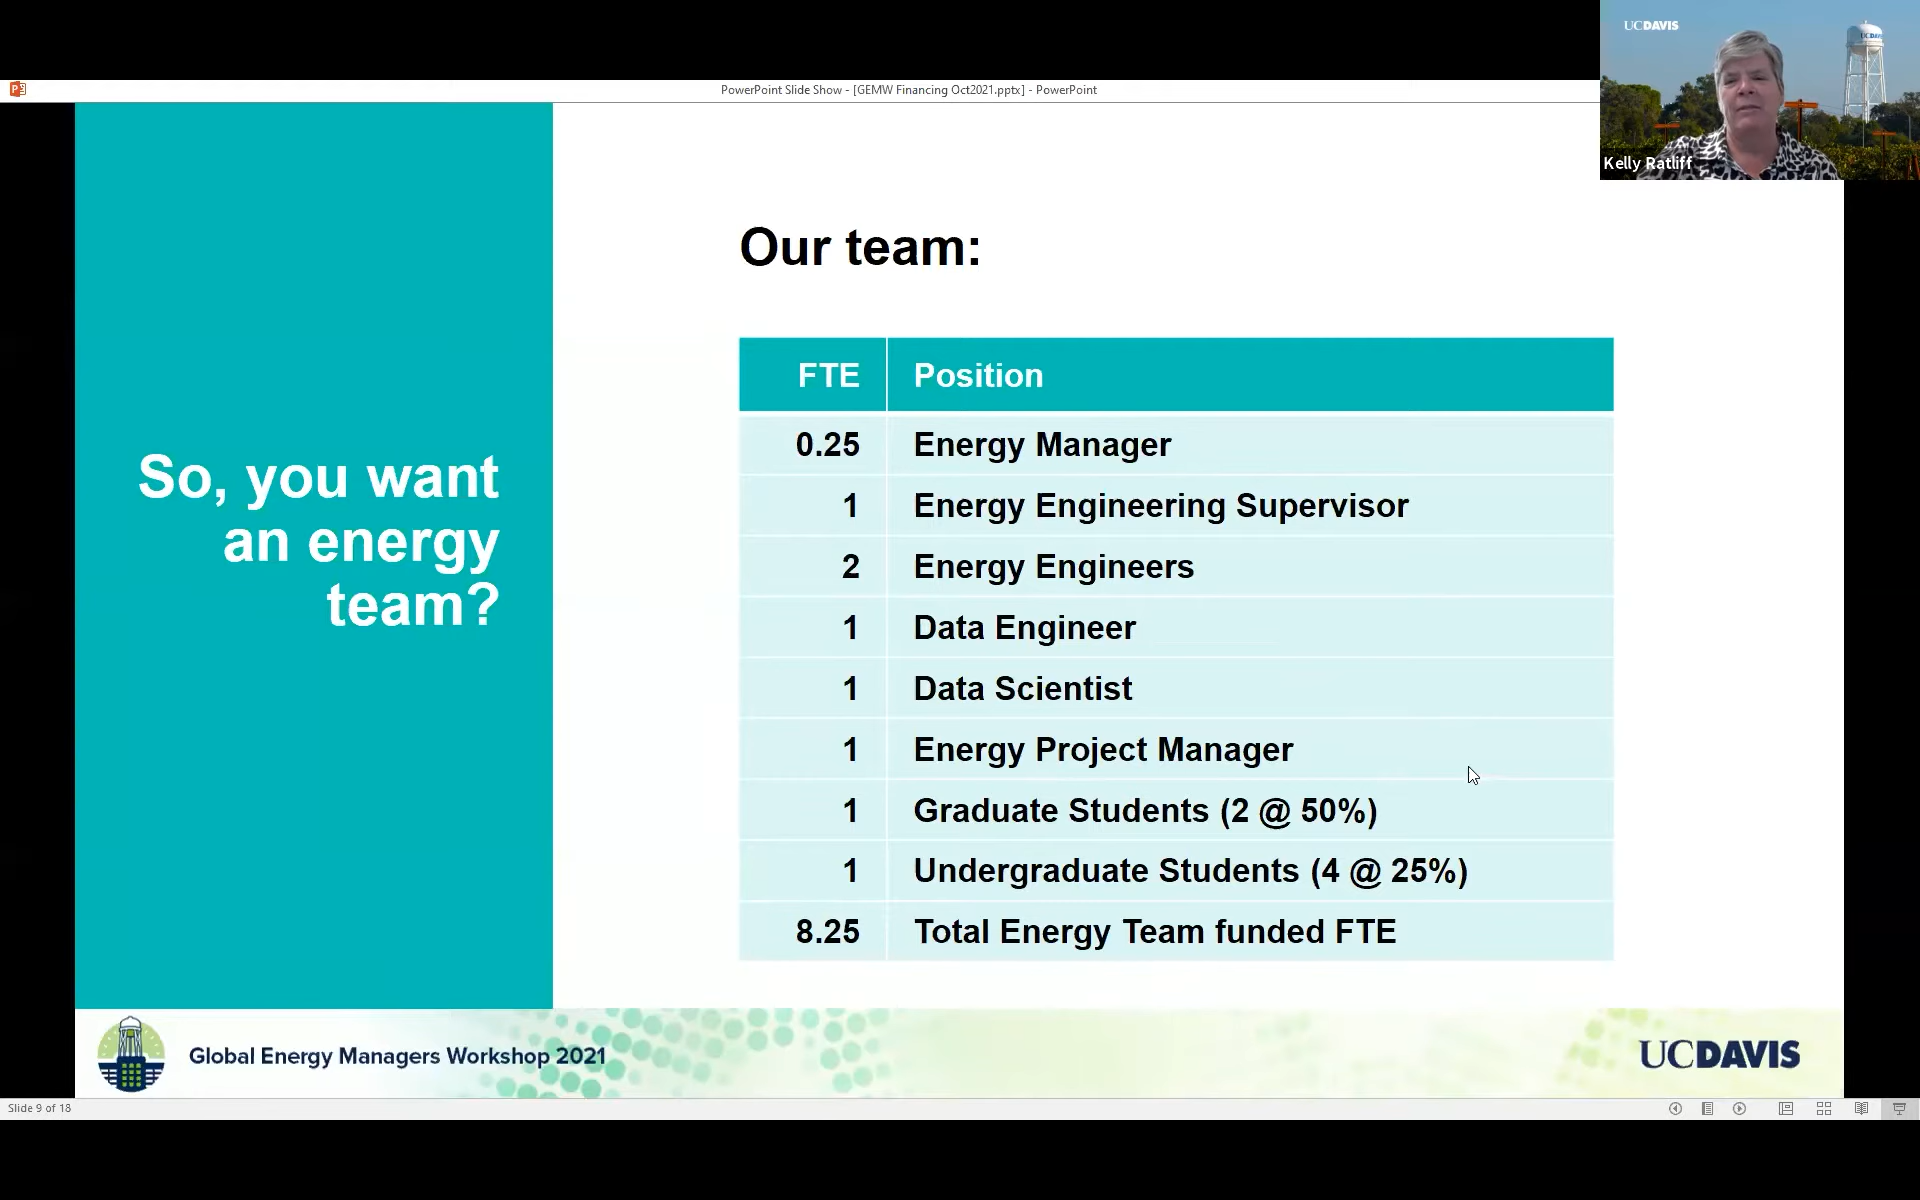 UCDAVIS
UCDAVIS
Kelly Ratliff
PowerPoint Slide Show - [GEMW Financing Oct2021.pptx] - PowerPoint
So, you want
an energy
team?
Our team:
FTE Position
0.25 Energy Manager
1 Energy Engineering Supervisor
2 Energy Engineers
1 Data Engineer
1 Data Scientist
1 Energy Project Manager
1 Graduate Students (2 @ 50%)
1 Undergraduate Students (4 @ 25%)
8.25 Total Energy Team funded FTE
Global Energy Managers Workshop 2021
UCDAVIS
Slide 9 of 18